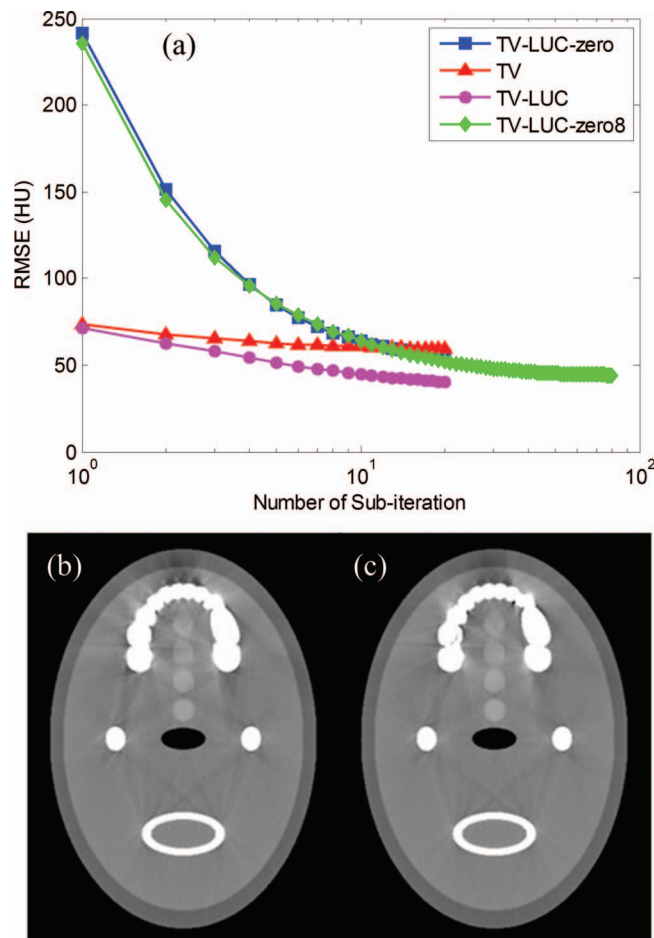 (a)
TV-LUC-zero
TV
TV-LUC
TV-LUC-zero8
RMSE (HU)
250
200
150
100
50
0
10^0
10^1
10^2
Number of Sub-iteration
(b)
(c)